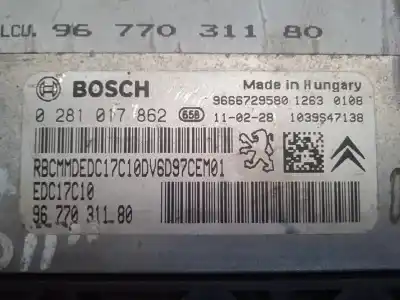 LCU. 96 770 311 80
BOSCH
Made in Hungary
9666729580 1263 0108
0 281 017 862 658 11-02-28 1039S47138
RBCMMDEDC17C10DV6D97CEM01
EDC17C10
96 770 311 80